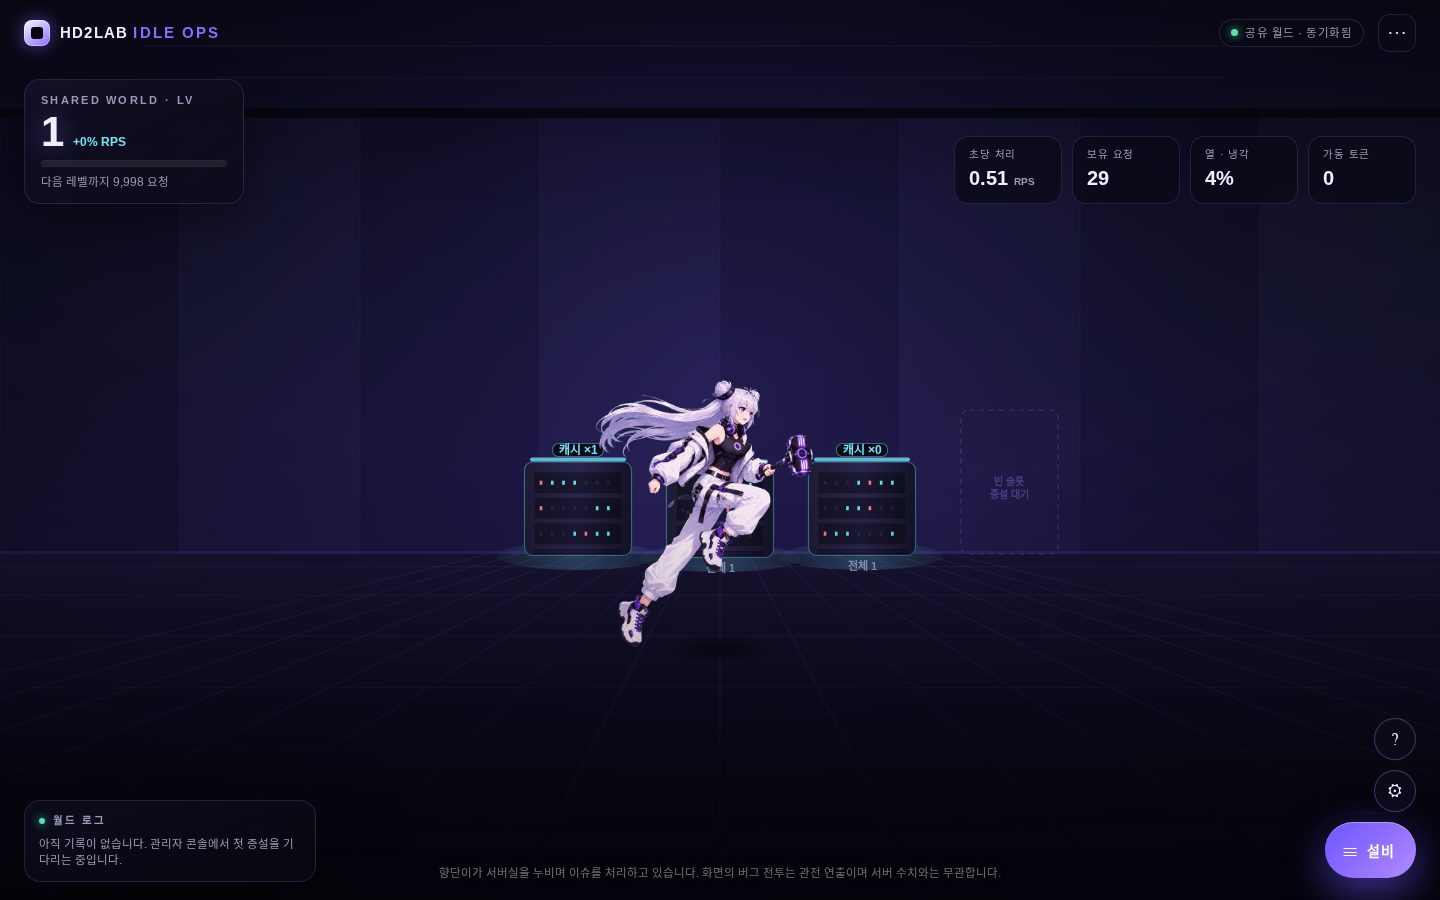 HD2LAB IDLE OPS
공유 월드 · 동기화됨
SHARED WORLD · LV
1 +0% RPS
다음 레벨까지 9,998 요청
초당 처리
0.51 RPS
보유 요청
29
열 · 냉각
4%
가동 토큰
0
캐시 ×1
캐시 ×0
빈 슬롯
증설 대기
1
전체 1
?
설비
월드 로그
아직 기록이 없습니다. 관리자 콘솔에서 첫 증설을 기
다리는 중입니다.
향단이가 서버실을 누비며 이슈를 처리하고 있습니다. 화면의 버그 전투는 관전 연출이며 서버 수치와는 무관합니다.